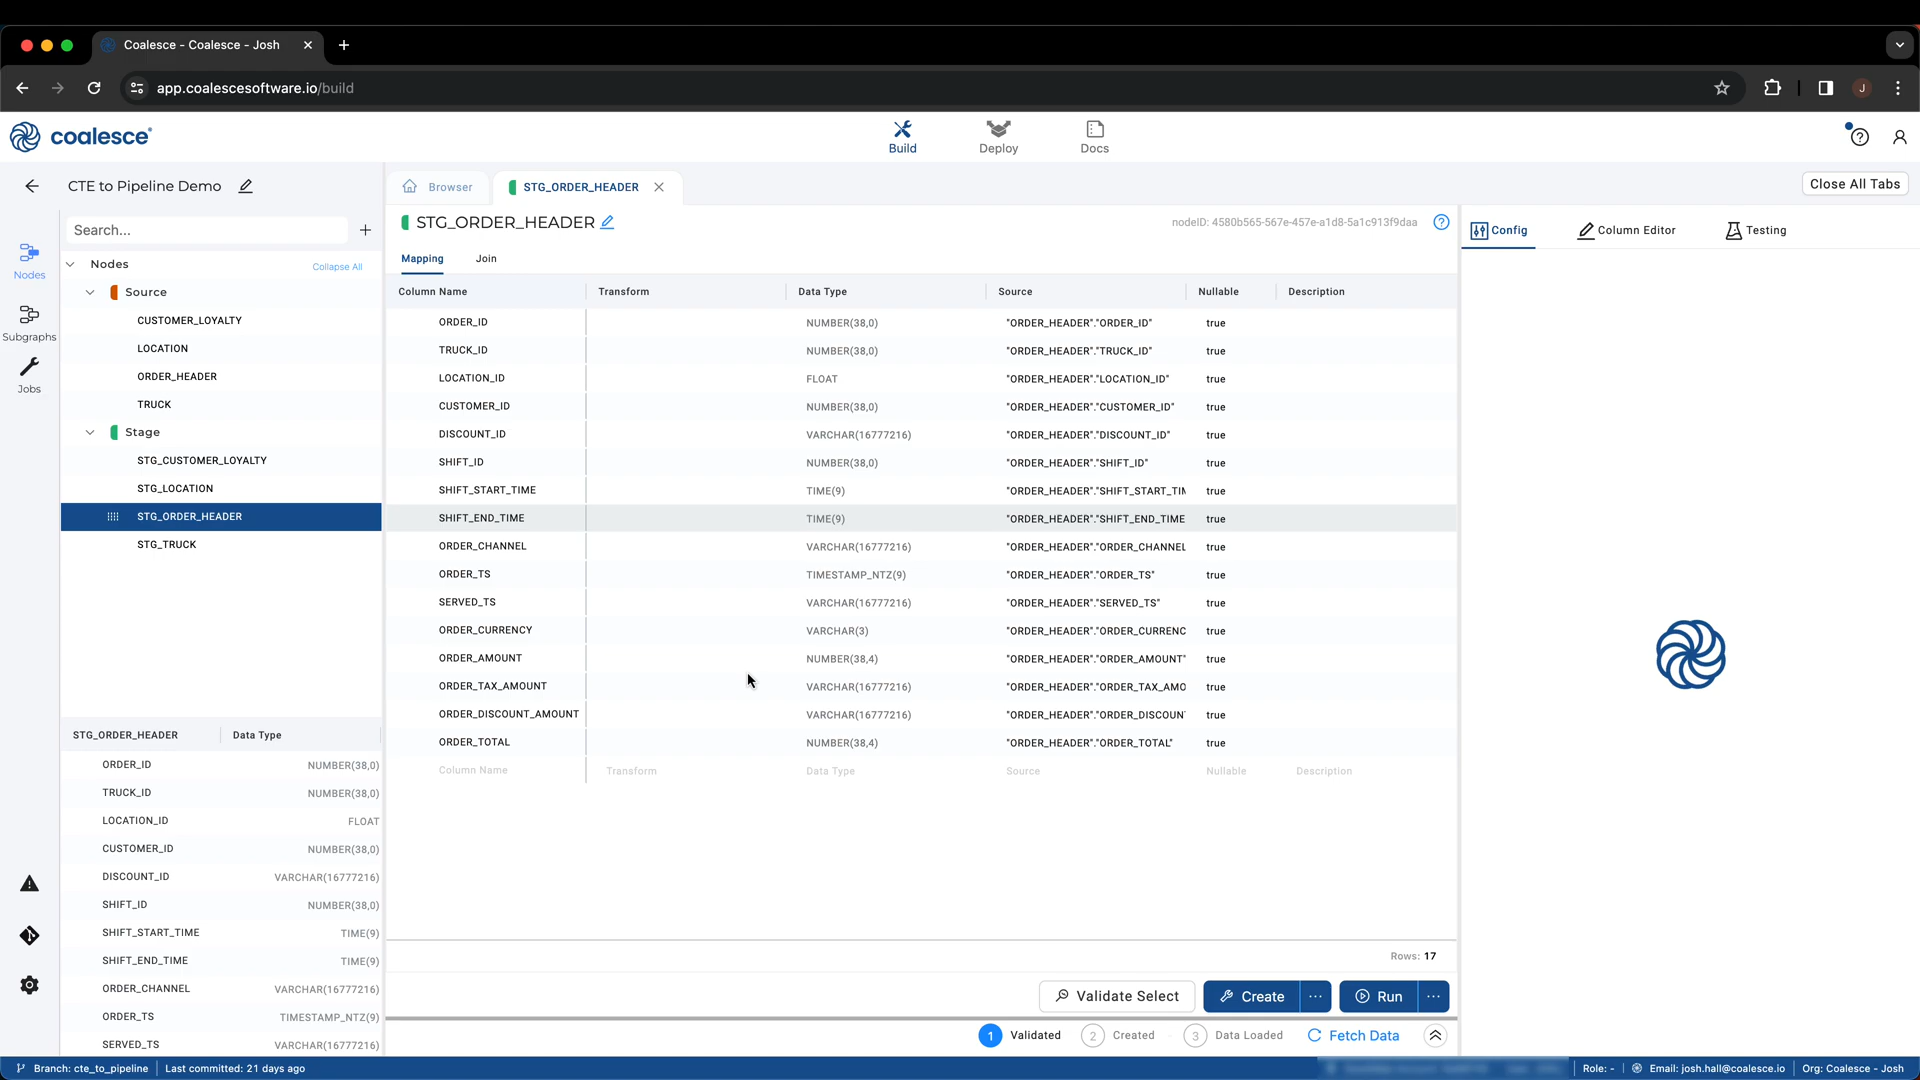 Coalesce - Coalesce - Josh
app.coalescesoftware.io/build
J
coalesce
Build
Deploy
Docs
CTE to Pipeline Demo
Browser
STG_ORDER_HEADER
Close All Tabs
Search...
STG_ORDER_HEADER
nodeID: 4580b565-567e-457e-a1d8-5a1c913f9daa
Config
Column Editor
Testing
Nodes
Subgraphs
Jobs
Nodes
Collapse All
Source
CUSTOMER_LOYALTY
LOCATION
ORDER_HEADER
TRUCK
Stage
STG_CUSTOMER_LOYALTY
STG_LOCATION
STG_ORDER_HEADER
STG_TRUCK
Mapping Join
Column Name Transform Data Type Source Nullable Description
ORDER_ID NUMBER(38,0) "ORDER_HEADER"."ORDER_ID" true
TRUCK_ID NUMBER(38,0) "ORDER_HEADER"."TRUCK_ID" true
LOCATION_ID FLOAT "ORDER_HEADER"."LOCATION_ID" true
CUSTOMER_ID NUMBER(38,0) "ORDER_HEADER"."CUSTOMER_ID" true
DISCOUNT_ID VARCHAR(16777216) "ORDER_HEADER"."DISCOUNT_ID" true
SHIFT_ID NUMBER(38,0) "ORDER_HEADER"."SHIFT_ID" true
SHIFT_START_TIME TIME(9) "ORDER_HEADER"."SHIFT_START_TIM true
SHIFT_END_TIME TIME(9) "ORDER_HEADER"."SHIFT_END_TIME true
ORDER_CHANNEL VARCHAR(16777216) "ORDER_HEADER"."ORDER_CHANNEL true
ORDER_TS TIMESTAMP_NTZ(9) "ORDER_HEADER"."ORDER_TS" true
SERVED_TS VARCHAR(16777216) "ORDER_HEADER"."SERVED_TS" true
ORDER_CURRENCY VARCHAR(3) "ORDER_HEADER"."ORDER_CURRENC true
ORDER_AMOUNT NUMBER(38,4) "ORDER_HEADER"."ORDER_AMOUNT" true
ORDER_TAX_AMOUNT VARCHAR(16777216) "ORDER_HEADER"."ORDER_TAX_AMO true
ORDER_DISCOUNT_AMOUNT VARCHAR(16777216) "ORDER_HEADER"."ORDER_DISCOUN true
ORDER_TOTAL NUMBER(38,4) "ORDER_HEADER"."ORDER_TOTAL" true
Column Name Transform Data Type Source Nullable Description
STG_ORDER_HEADER Data Type
ORDER_ID NUMBER(38,0)
TRUCK_ID NUMBER(38,0)
LOCATION_ID FLOAT
CUSTOMER_ID NUMBER(38,0)
DISCOUNT_ID VARCHAR(16777216)
SHIFT_ID NUMBER(38,0)
SHIFT_START_TIME TIME(9)
SHIFT_END_TIME TIME(9)
ORDER_CHANNEL VARCHAR(16777216)
ORDER_TS TIMESTAMP_NTZ(9)
SERVED_TS VARCHAR(16777216)
Rows: 17
Validate Select
Create
Run
1 Validated 2 Created 3 Data Loaded Fetch Data
Branch: cte_to_pipeline Last committed: 21 days ago
Role: - Email: josh.hall@coalesce.io Org: Coalesce - Josh